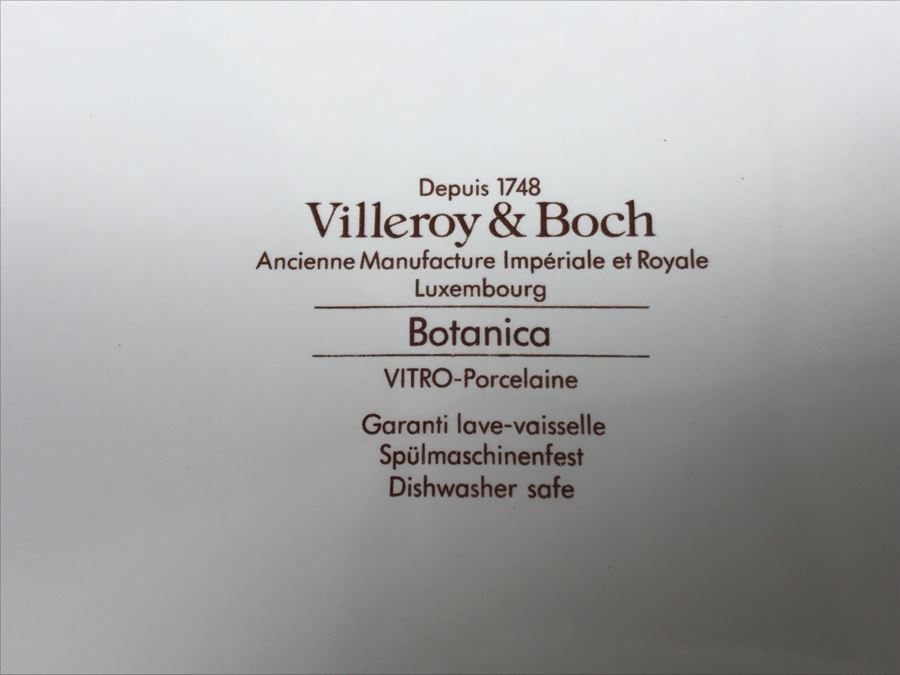 Depuis 1748
Villeroy & Boch
Ancienne Manufacture Impériale et Royale
Luxembourg
Botanica
VITRO-Porcelaine
Garanti lave-vaisselle
Spülmaschinenfest
Dishwasher safe